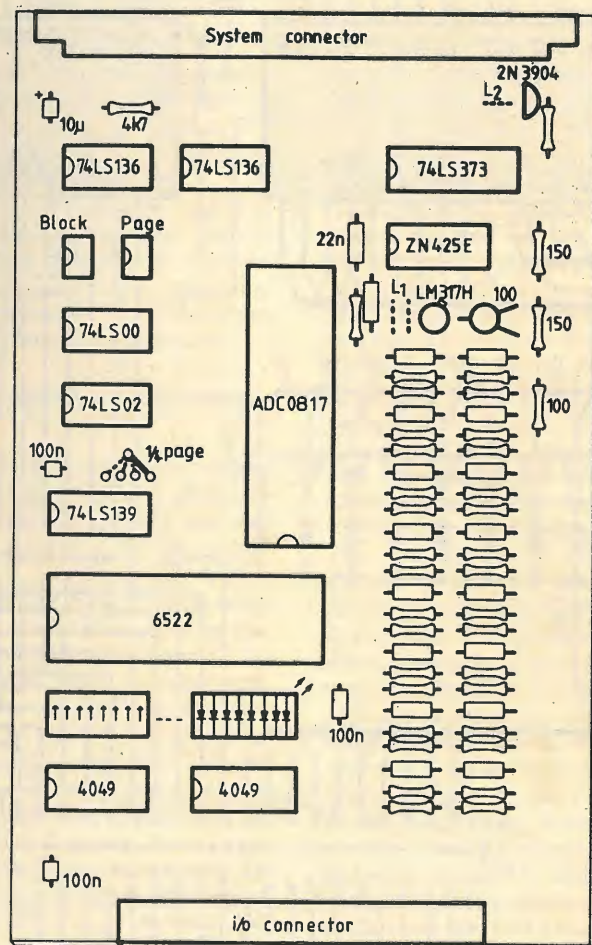 System connector
2N3904
L2
+
10µ
4k7
74LS136
74LS136
74LS373
Block
Page
22n
ZN425E
150
L1
LM317H
100
74LS00
150
ADC0817
74LS02
100
100n
¼ page
74LS139
6522
100n
4049
4049
100n
i/o connector